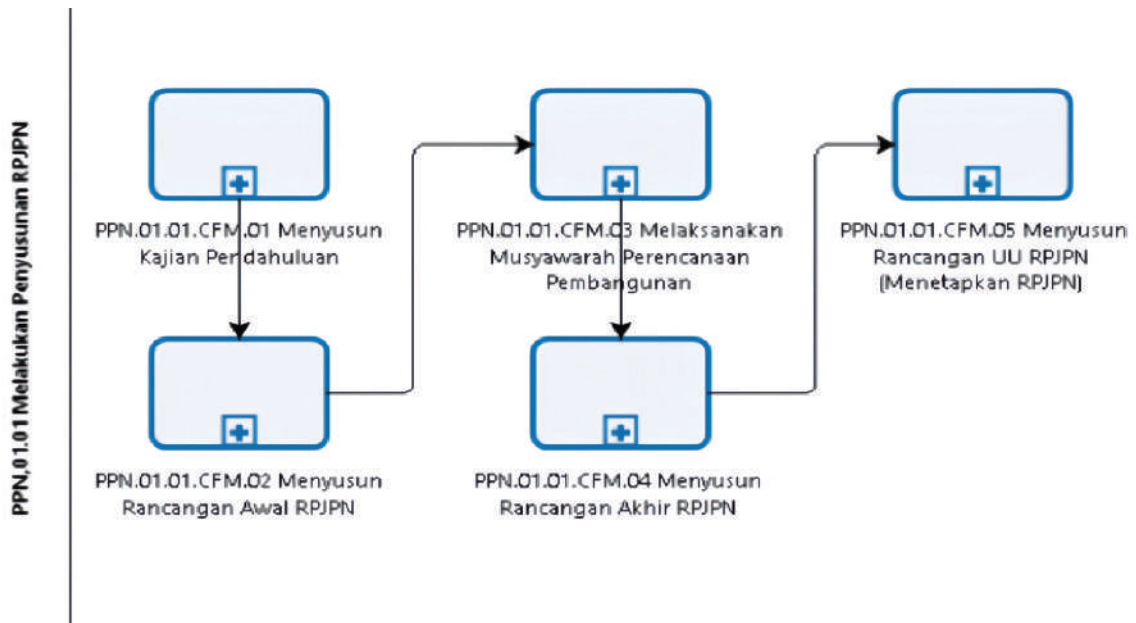 PPN,01.01 Melakukan Penyusunan RPJPN
PPN.01.01.CFM.01 Menyusun
Kajian Pendahuluan
PPN.01.01.CFM.02 Menyusun
Rancangan Awal RPJPN
PPN.01.01.CFM.03 Melaksanakan
Musyawarah Perencanaan
Pembangunan
PPN.01.01.CFM.04 Menyusun
Rancangan Akhir RPJPN
PPN.01.01.CFM.05 Menyusun
Rancangan UU RPJPN
(Menetapkan RPJPN)